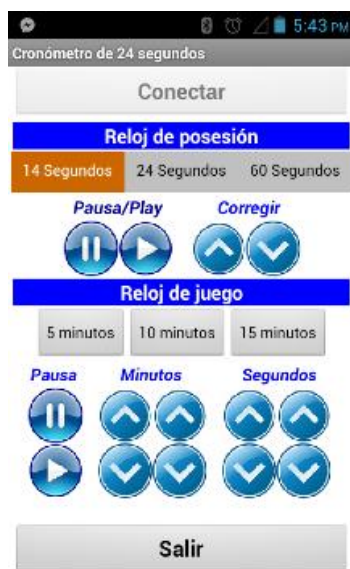 5:43 PM
Cronómetro de 24 segundos
Conectar
Reloj de posesión
14 Segundos 24 Segundos 60 Segundos
Pausa/Play Corregir
Reloj de juego
5 minutos 10 minutos 15 minutos
Pausa Minutos Segundos
Salir